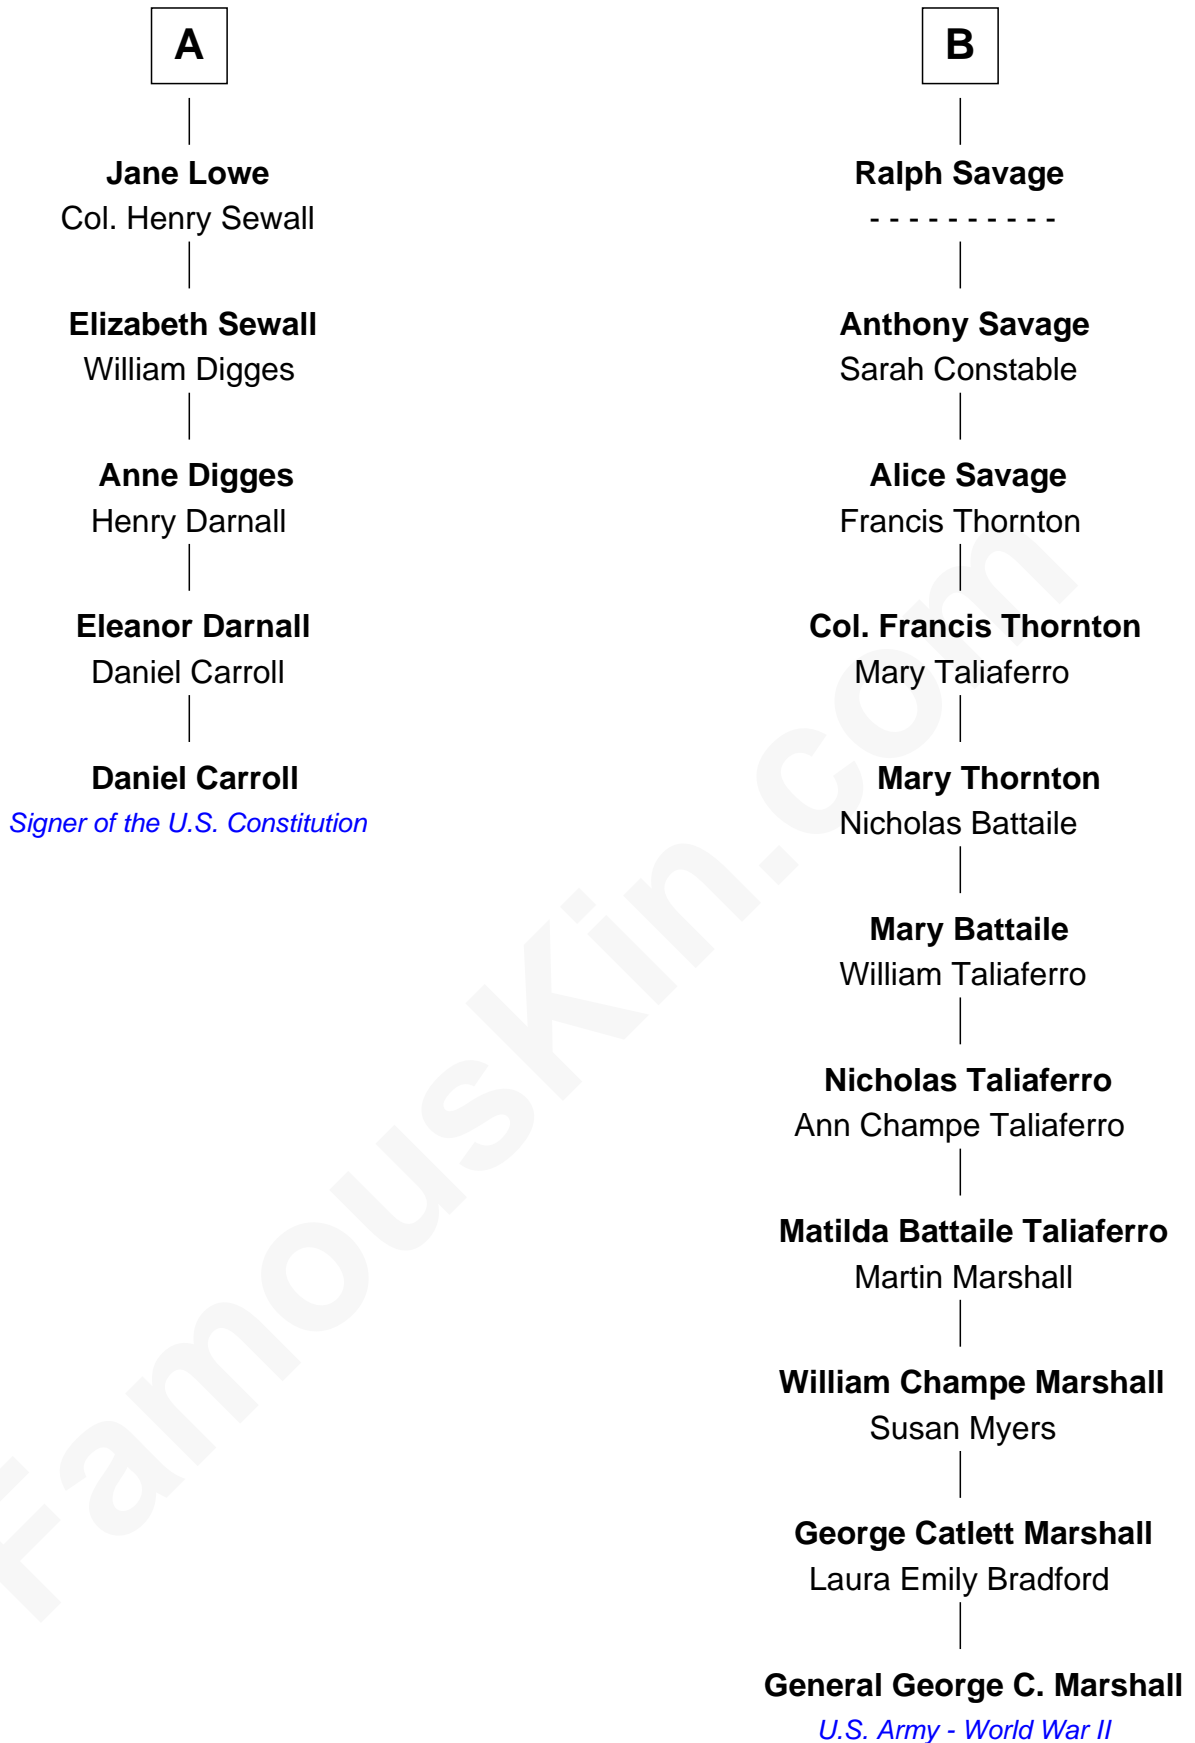 A
Jane Lowe
Col. Henry Sewall
Elizabeth Sewall
William Digges
Anne Digges
Henry Darnall
Eleanor Darnall
Daniel Carroll
Daniel Carroll
Signer of the U.S. Constitution
B
Ralph Savage
- - - - - - - - - -
Anthony Savage
Sarah Constable
Alice Savage
Francis Thornton
Col. Francis Thornton
Mary Taliaferro
Mary Thornton
Nicholas Battaile
Mary Battaile
William Taliaferro
Nicholas Taliaferro
Ann Champe Taliaferro
Matilda Battaile Taliaferro
Martin Marshall
William Champe Marshall
Susan Myers
George Catlett Marshall
Laura Emily Bradford
General George C. Marshall
U.S. Army - World War II
FamousKin.com